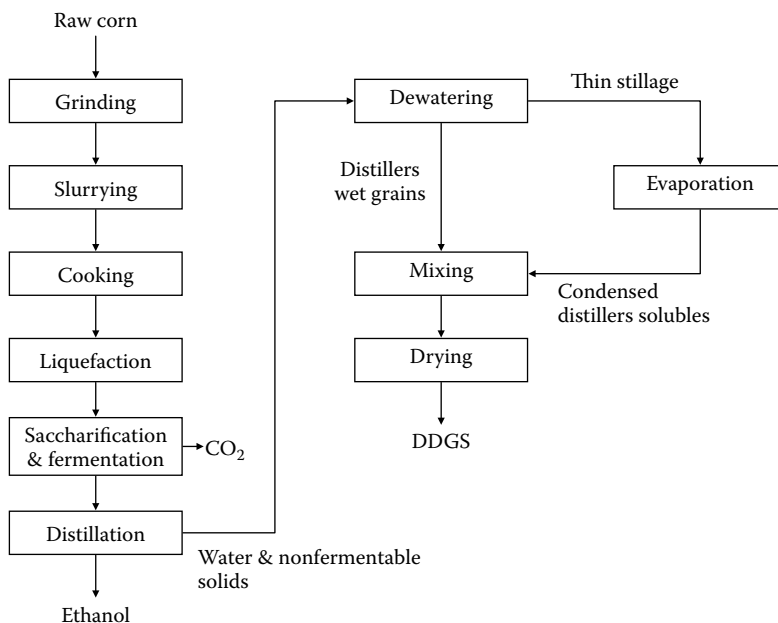 Raw corn
Grinding
Slurrying
Cooking
Liquefaction
Saccharification
& fermentation
CO₂
Distillation
Water & nonfermentable
solids
Ethanol
Dewatering
Thin stillage
Distillers
wet grains
Evaporation
Mixing
Condensed
distillers solubles
Drying
DDGS